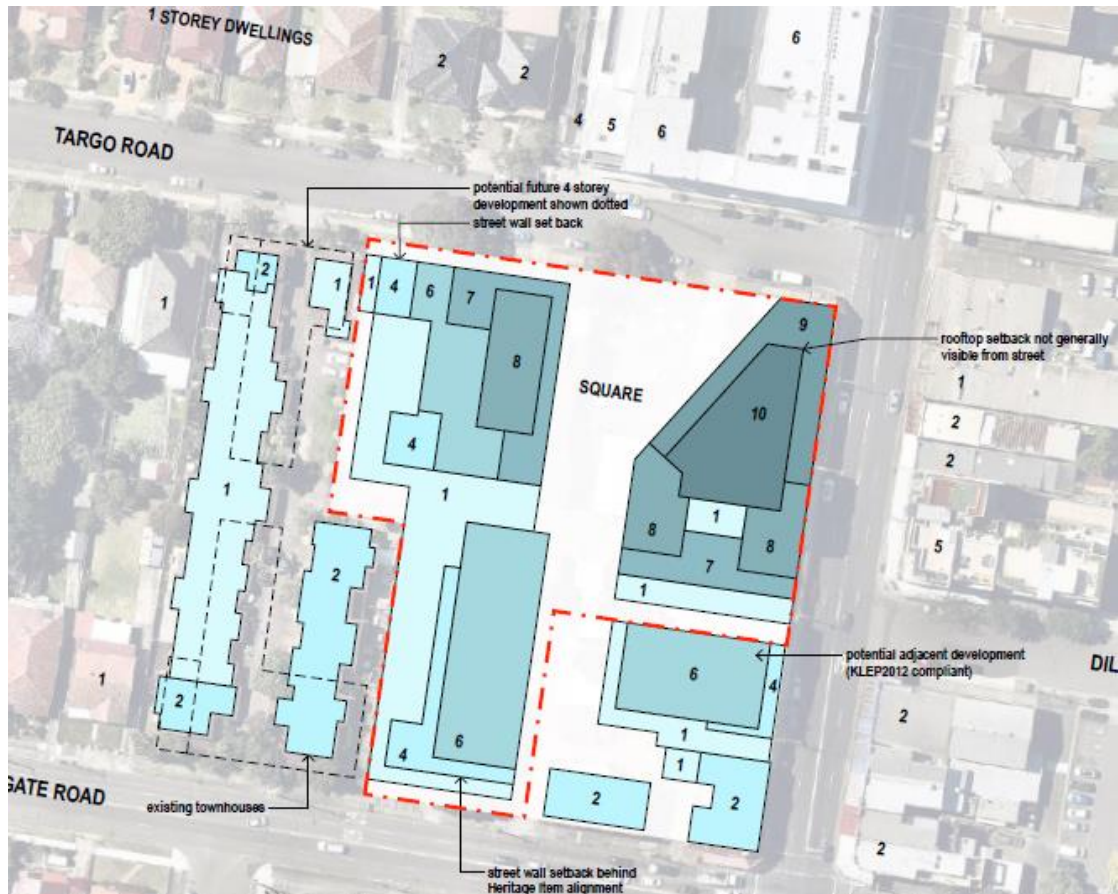 1 STOREY DWELLINGS
6
2
2
4
5
6
TARGO ROAD
potential future 4 storey
development shown dotted
street wall set back
2
1
1
4
6
7
9
1
8
rooftop setback not generally
visible from street
SQUARE
1
10
2
4
2
1
1
1
8
8
5
2
7
1
potential adjacent development
(KLEP2012 compliant)
DIL
1
6
4
2
2
1
4
6
1
2
2
GATE ROAD
existing townhouses
2
street wall setback behind
Heritage Item alignment